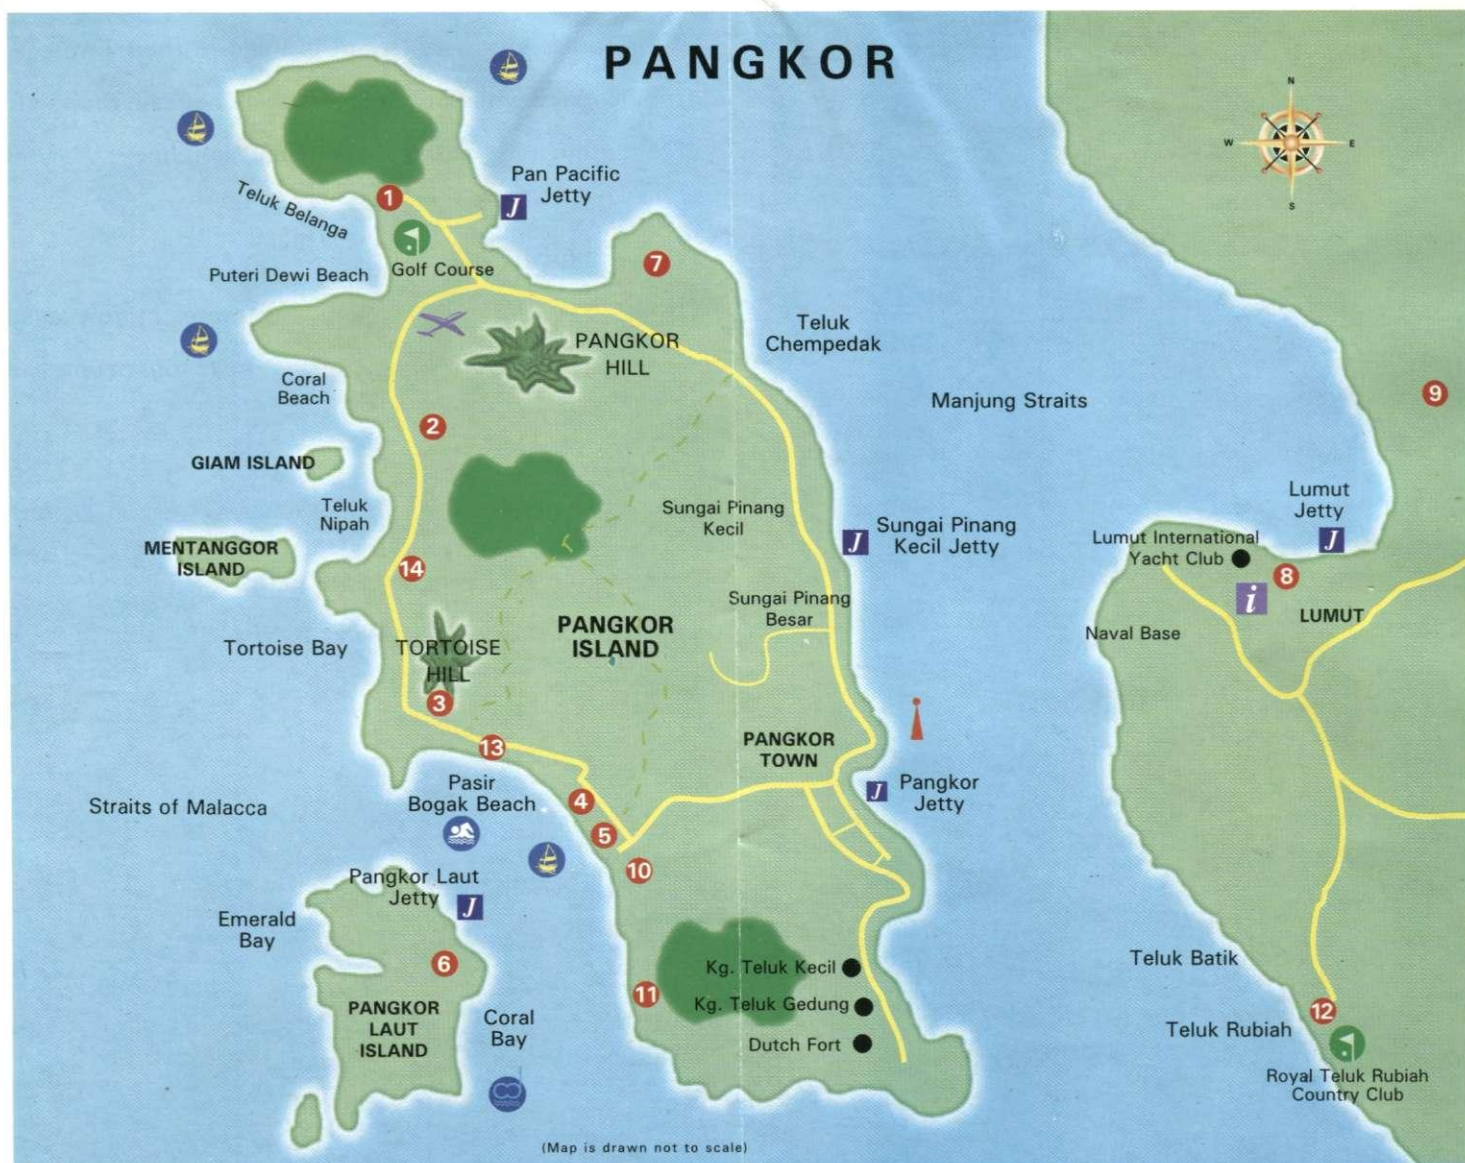 PANGKOR
N
W
E
S
Pan Pacific
Jetty
J
1
Teluk Belanga
7
Puteri Dewi Beach
Golf Course
Teluk
Chempedak
PANGKOR
HILL
Coral
Beach
Manjung Straits
9
2
GIAM ISLAND
Teluk
Nipah
Sungai Pinang
Kecil
J
Sungai Pinang
Kecil Jetty
Lumut
Jetty
J
Lumut International
Yacht Club
8
i
LUMUT
Naval Base
MENTANGGOR
ISLAND
14
Sungai Pinang
Besar
PANGKOR
ISLAND
Tortoise Bay
TORTOISE
HILL
3
13
PANGKOR
TOWN
Pasir
Bogak Beach
4
J
Pangkor
Jetty
Straits of Malacca
5
10
Pangkor Laut
Jetty
J
Emerald
Bay
6
Teluk Batik
Kg. Teluk Kecil
11
Kg. Teluk Gedung
PANGKOR
LAUT
ISLAND
Coral
Bay
Dutch Fort
12
Teluk Rubiah
Royal Teluk Rubiah
Country Club
(Map is drawn not to scale)